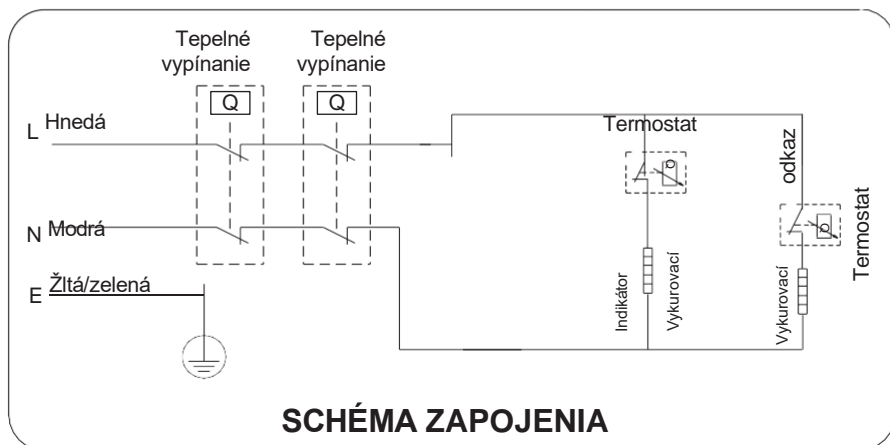 Tepelné
vypínanie
Tepelné
vypínanie
Q
Q
L Hnedá
N Modrá
E Žltá/zelená
Termostat
odkaz
Termostat
Indikátor
Vykurovací
Vykurovací
SCHÉMA ZAPOJENIA